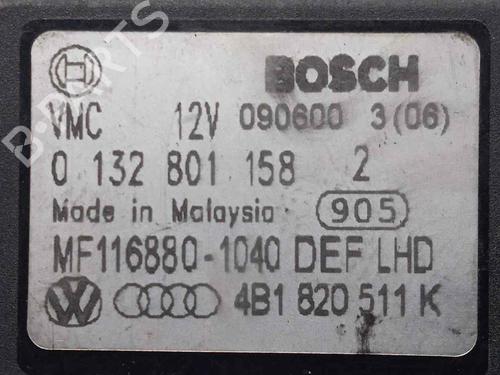 BOSCH
VMC 12V 090600 3(06)
0 132 801 158 2
Made in Malaysia 905
MF116880-1040 DEF LHD
4B1 820 511 K
B-PARTS